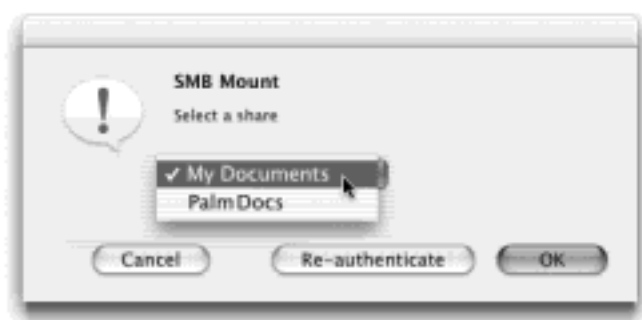 SMB Mount
Select a share
✓ My Documents
PalmDocs
Cancel Re-authenticate OK